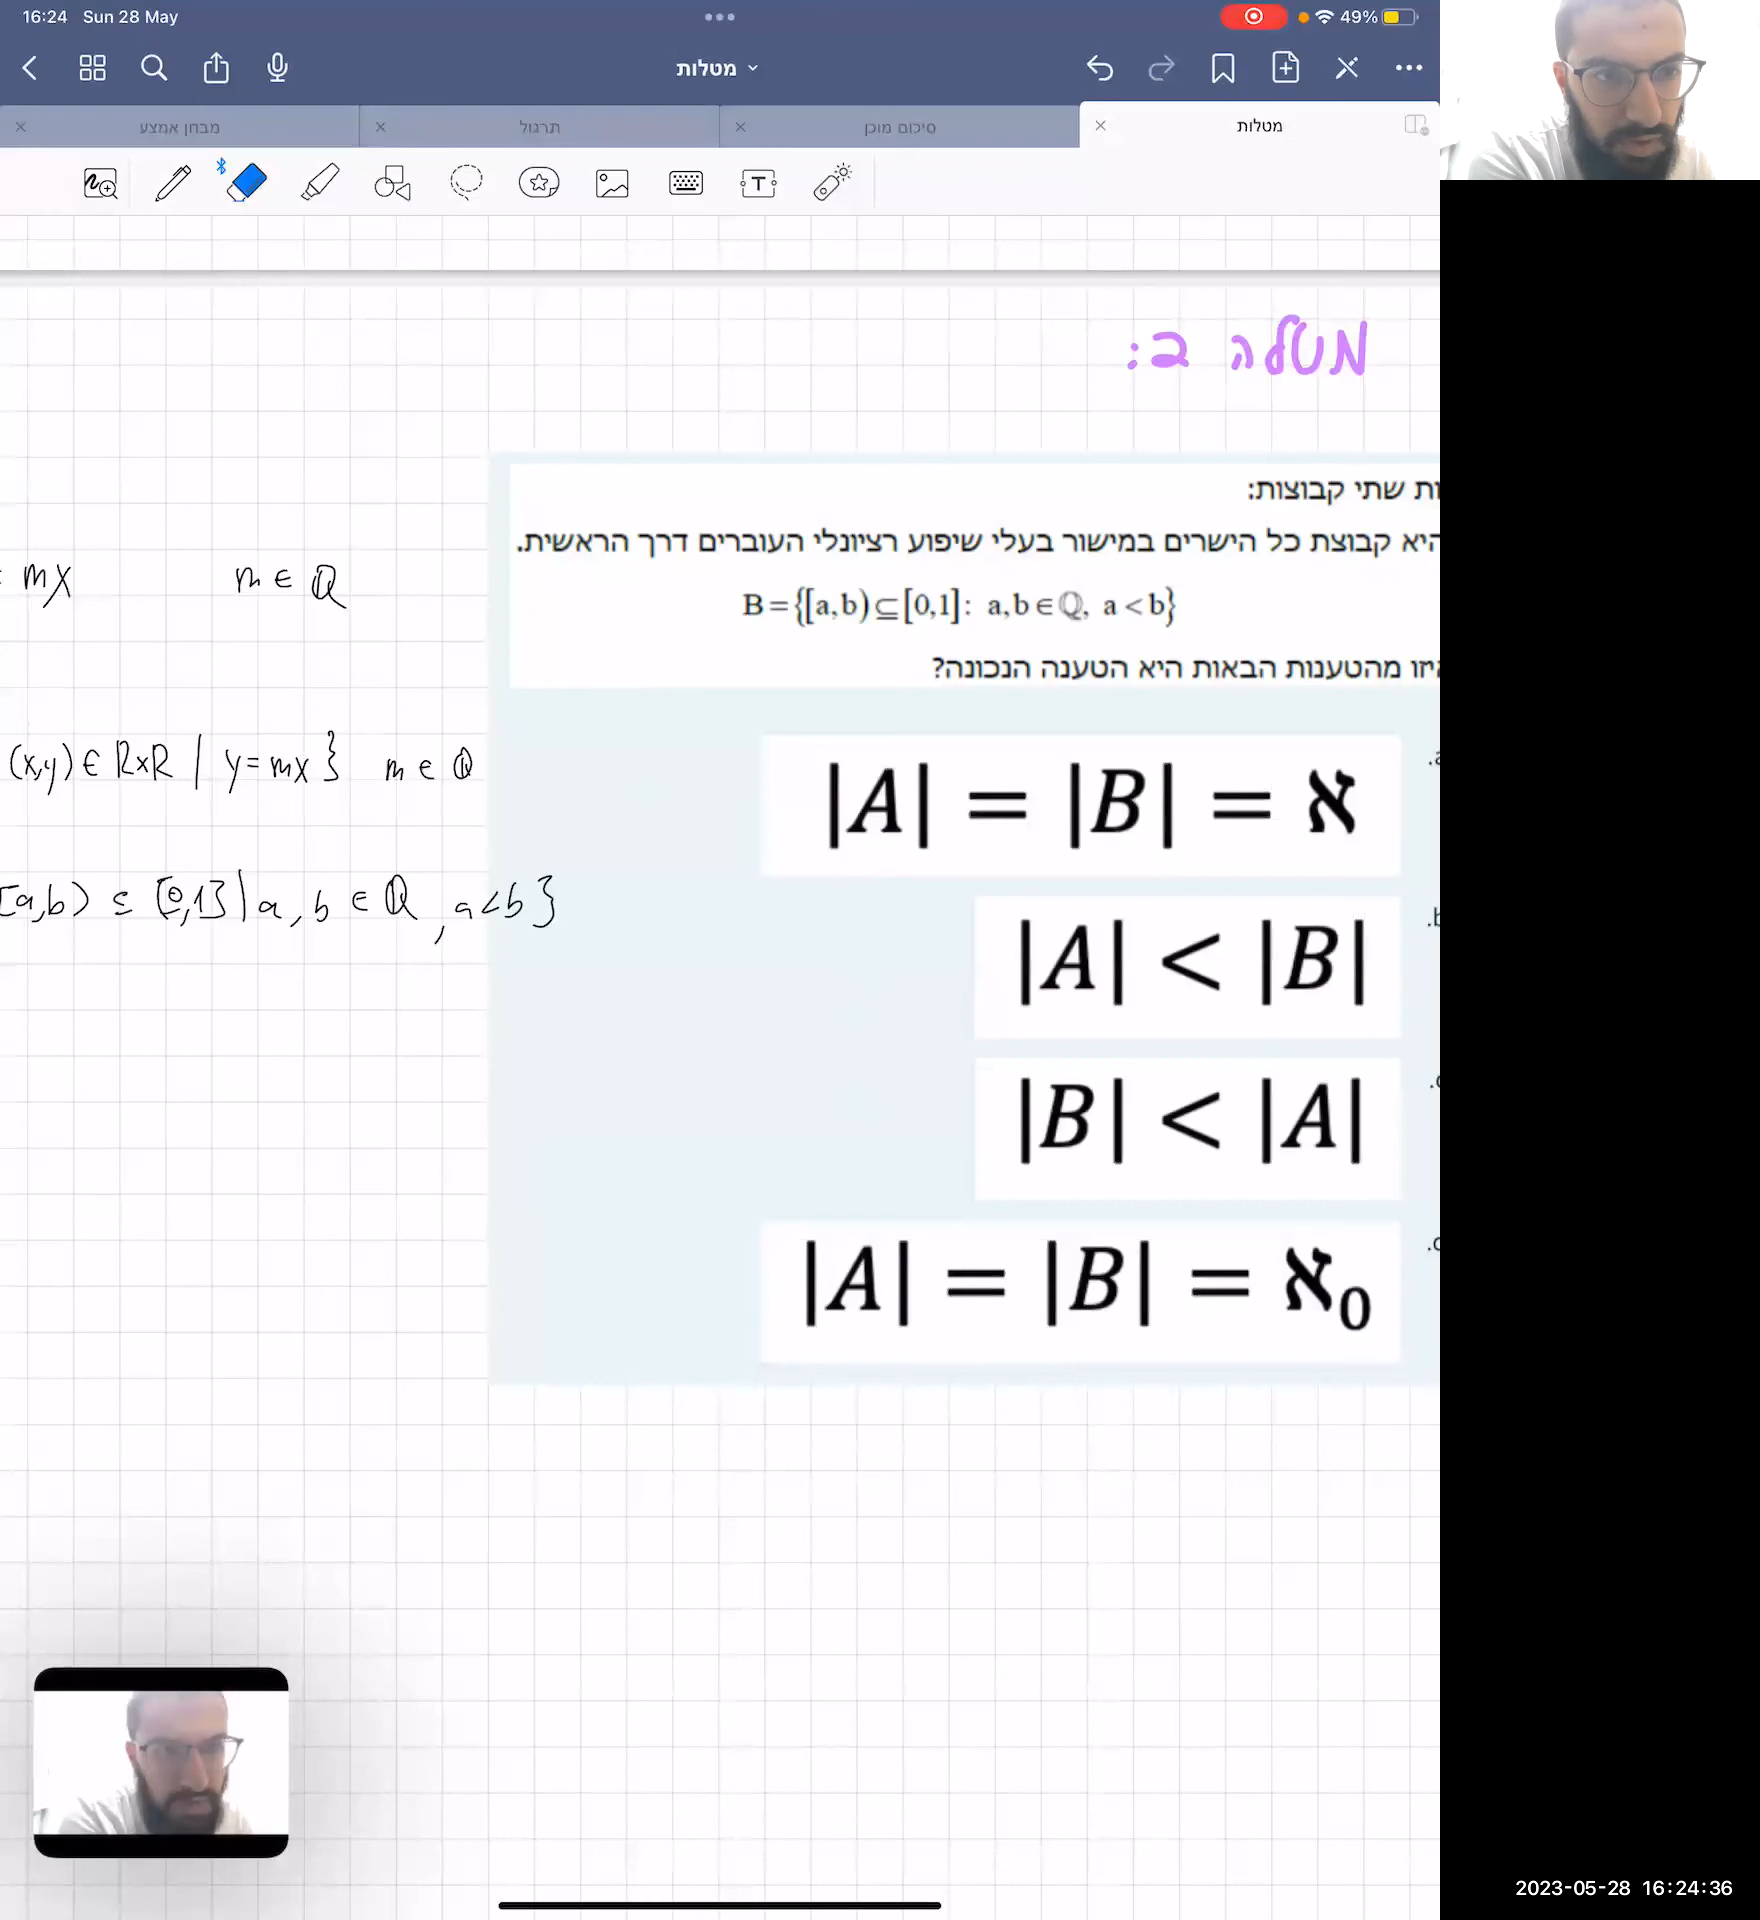 16:24 Sun 28 May
49%
מטלות
מבחן אמצע
תרגול
סיכום מוכן
מטלות
מטלה ב:
ות שתי קבוצות:
היא קבוצת כל הישרים במישור בעלי שיפוע רציונלי העוברים דרך הראשית.
B={[a,b)⊆[0,1]: a,b∈ℚ, a<b}
איזו מהטענות הבאות היא הטענה הנכונה?
= mx m ∈ ℚ
(x,y) ∈ R×R | y=mx } m ∈ ℚ
[a,b) ⊆ [0,1] | a, b ∈ ℚ , a<b }
.a
|A| = |B| = ℵ
.b
|A| < |B|
|B| < |A|
|A| = |B| = ℵ₀
2023-05-28 16:24:36